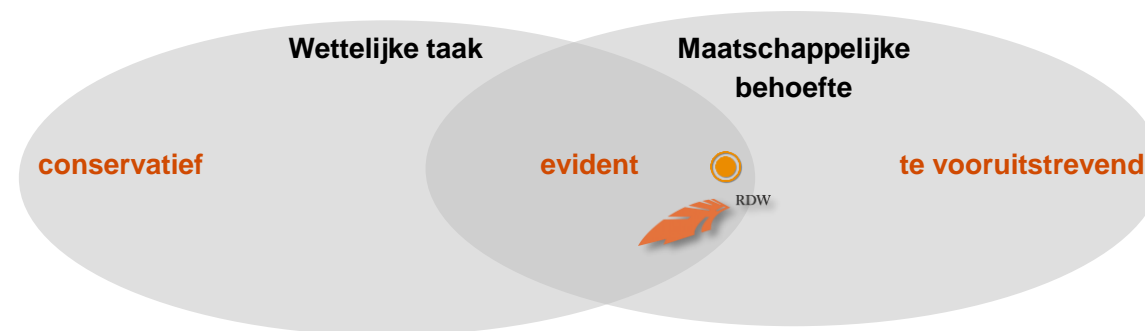 Wettelijke taak
Maatschappelijke
behoefte
conservatief
evident
te vooruitstrevend
RDW